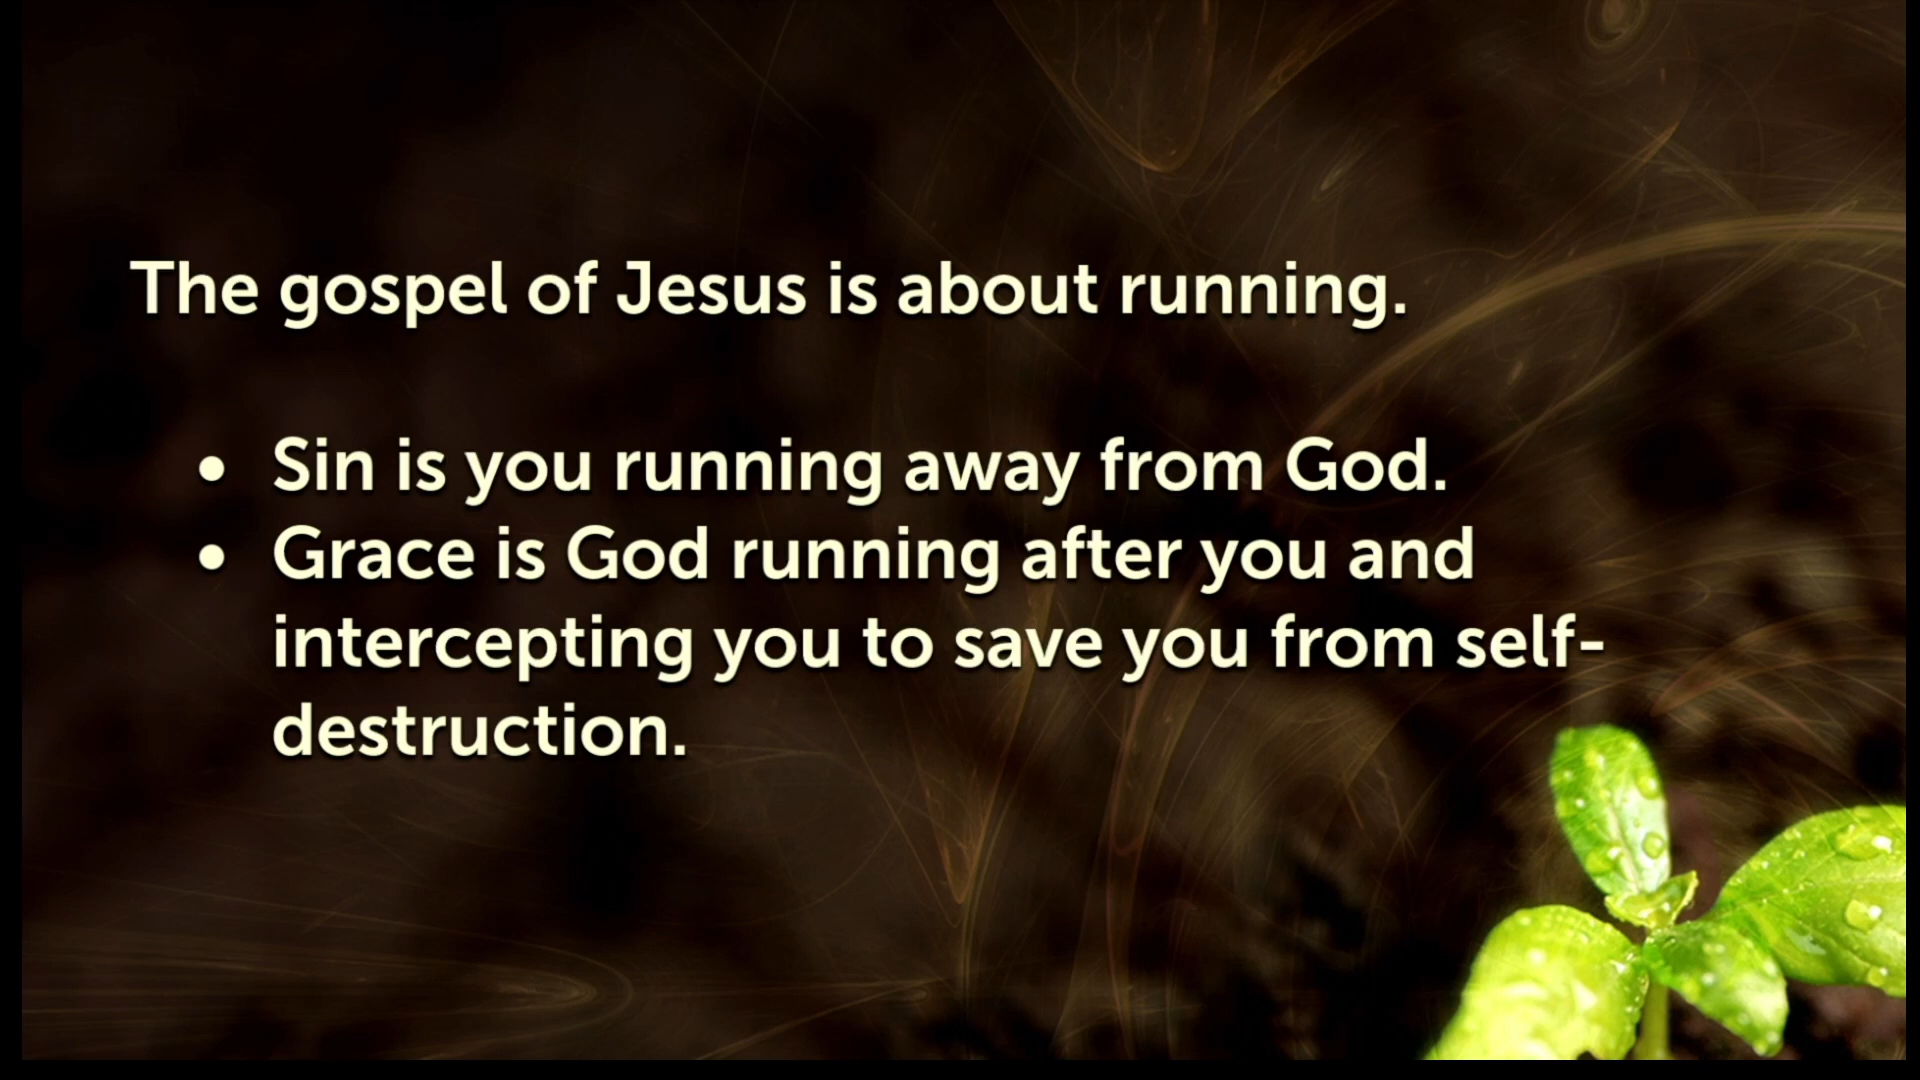 The gospel of Jesus is about running.
• Sin is you running away from God.
• Grace is God running after you and
intercepting you to save you from self-
destruction.